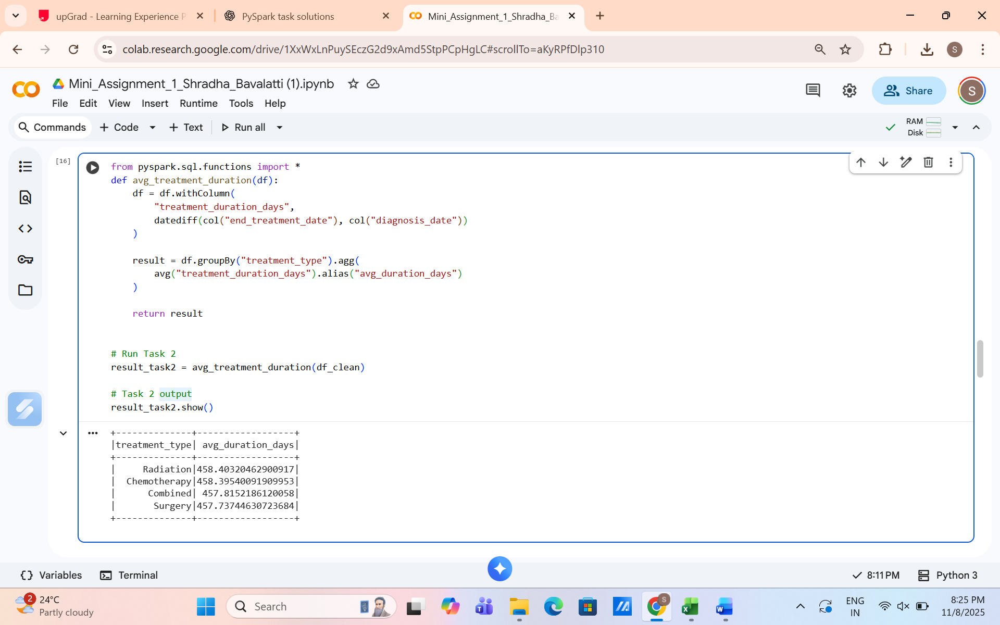 upGrad - Learning Experience P
PySpark task solutions
Mini_Assignment_1_Shradha_Ba
colab.research.google.com/drive/1XxWxLnPuySEczG2d9xAmd5StpPCpHgLC#scrollTo=aKyRPfDlp310
S
Mini_Assignment_1_Shradha_Bavalatti (1).ipynb
File Edit View Insert Runtime Tools Help
Share
S
Commands + Code + Text Run all
RAM
Disk
[16]
from pyspark.sql.functions import *
def avg_treatment_duration(df):
    df = df.withColumn(
        "treatment_duration_days",
        datediff(col("end_treatment_date"), col("diagnosis_date"))
    )
    result = df.groupBy("treatment_type").agg(
        avg("treatment_duration_days").alias("avg_duration_days")
    )
    return result
# Run Task 2
result_task2 = avg_treatment_duration(df_clean)
# Task 2 output
result_task2.show()
+--------------+------------------+
|treatment_type| avg_duration_days|
+--------------+------------------+
|     Radiation|458.40320462900917|
|  Chemotherapy|458.39540091909953|
|      Combined| 457.8152186120058|
|       Surgery|457.73744630723684|
+--------------+------------------+
{} Variables Terminal
8:11 PM Python 3
2
24°C
Partly cloudy
Search
T
S
X
W
ENG
IN
8:25 PM
11/8/2025